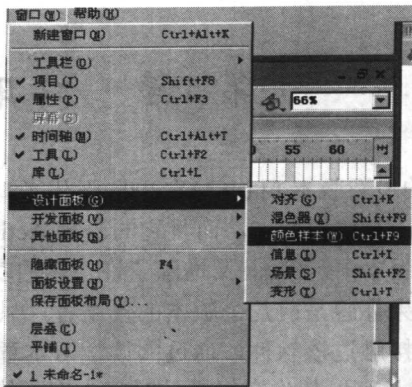 窗口(W) 帮助(H)
新建窗口(N) Ctrl+Alt+K
工具栏(O)
✔ 项目(J) Shift+F8
✔ 属性(P) Ctrl+F3
屏幕(S)
✔ 时间轴(M) Ctrl+Alt+T
✔ 工具(L) Ctrl+F2
库(L) Ctrl+L
设计面板(G)
开发面板(V)
其他面板(R)
隐藏面板(N) F4
面板设置(H)
保存面板布局(Y)...
层叠(C)
平铺(T)
✔ 1 未命名-1*
66%
55 60
对齐(G) Ctrl+K
混色器(X) Shift+F9
颜色样本(W) Ctrl+F9
信息(I) Ctrl+I
场景(S) Shift+F2
变形(T) Ctrl+T